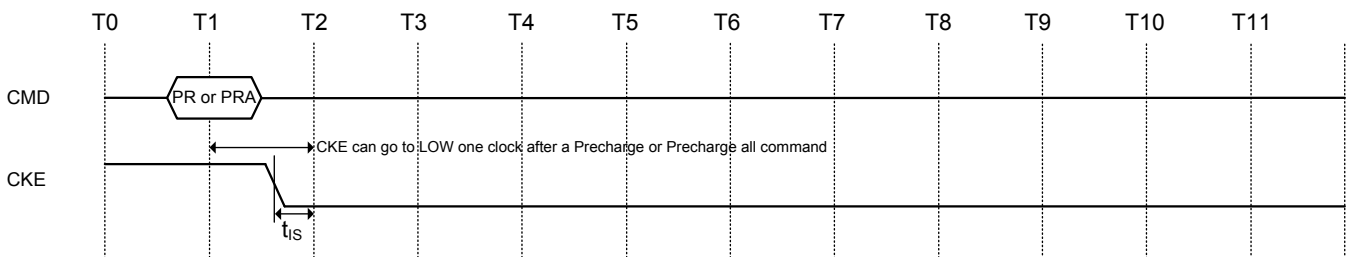 T0 T1 T2 T3 T4 T5 T6 T7 T8 T9 T10 T11
CMD PR or PRA
CKE can go to LOW one clock after a Precharge or Precharge all command
CKE
tIS